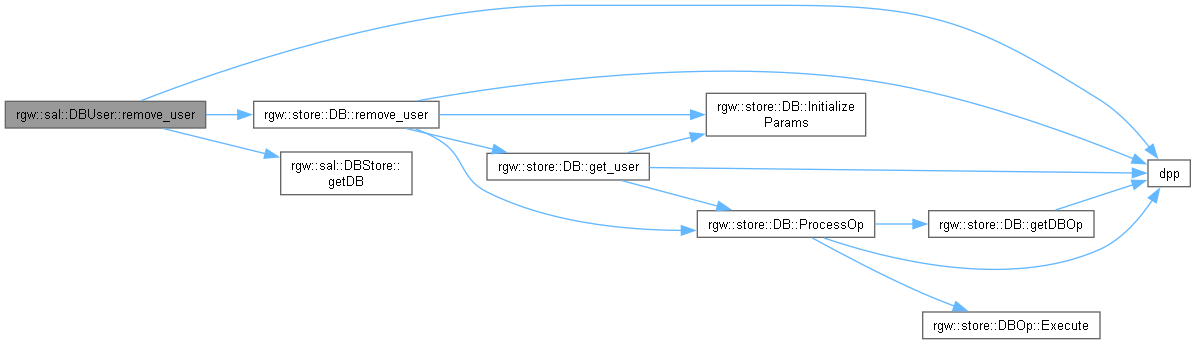 rgw::sal::DBUser::remove_user
rgw::store::DB::remove_user
rgw::sal::DBStore::
getDB
rgw::store::DB::get_user
rgw::store::DB::Initialize
Params
rgw::store::DB::ProcessOp
rgw::store::DB::getDBOp
rgw::store::DBOp::Execute
dpp